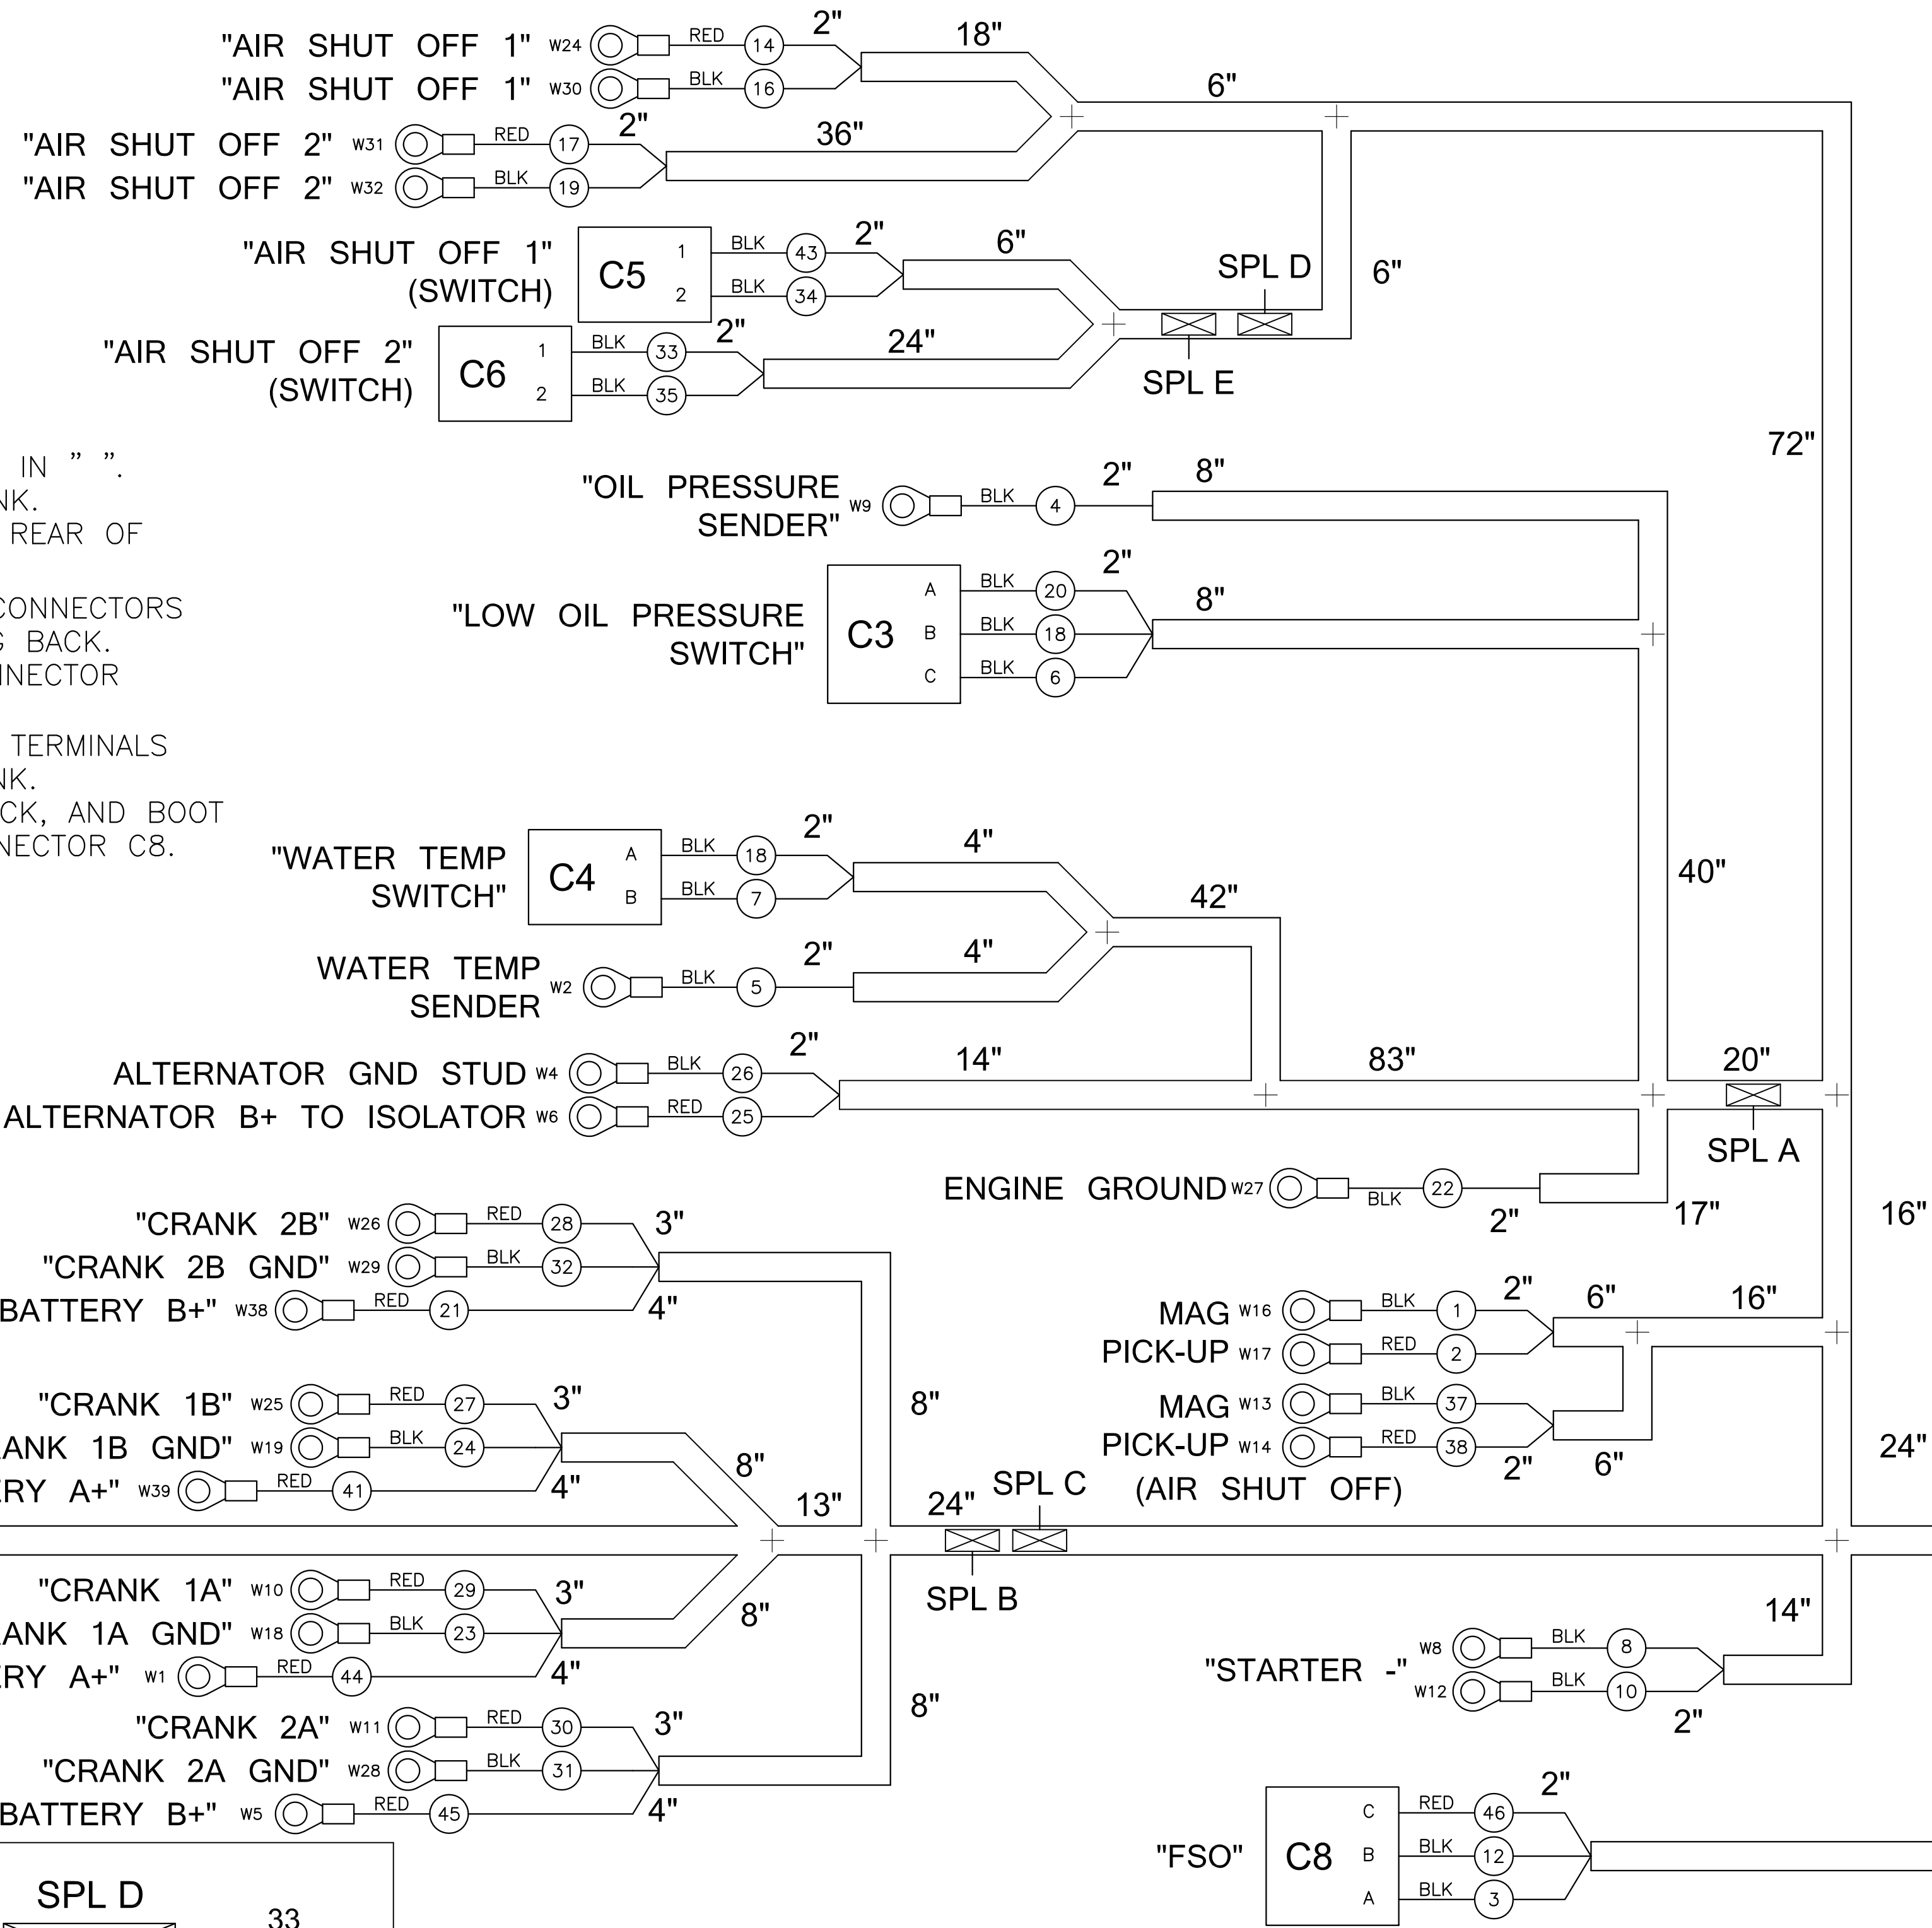 "AIR SHUT OFF 1" W24 RED 14 2" 18"
"AIR SHUT OFF 1" W30 BLK 16
6"
"AIR SHUT OFF 2" W31 RED 17 2" 36"
"AIR SHUT OFF 2" W32 BLK 19
"AIR SHUT OFF 1"
(SWITCH)
C5
1 BLK 43 2" 6"
2 BLK 34
SPL D
6"
"AIR SHUT OFF 2"
(SWITCH)
C6
1 BLK 33 2" 24"
2 BLK 35
SPL E
72"
IN " ".
NK.
REAR OF
CONNECTORS
G BACK.
NNECTOR
TERMINALS
NK.
CK, AND BOOT
NECTOR C8.
"OIL PRESSURE
SENDER"
W9 BLK 4 2" 8"
"LOW OIL PRESSURE
SWITCH"
C3
A BLK 20 2" 8"
B BLK 18
C BLK 6
40"
"WATER TEMP
SWITCH"
C4
A BLK 18 2" 4"
B BLK 7
42"
WATER TEMP
SENDER
W2 BLK 5 2" 4"
ALTERNATOR GND STUD W4 BLK 26 2" 14" 83" 20"
ALTERNATOR B+ TO ISOLATOR W6 RED 25
SPL A
ENGINE GROUND W27 BLK 22 2" 17" 16"
"CRANK 2B" W26 RED 28 3"
"CRANK 2B GND" W29 BLK 32
BATTERY B+" W38 RED 21 4"
8"
MAG
PICK-UP
W16 BLK 1 2" 6" 16"
W17 RED 2
MAG
PICK-UP
(AIR SHUT OFF)
W13 BLK 37
W14 RED 38 2" 6" 24"
"CRANK 1B" W25 RED 27 3"
RANK 1B GND" W19 BLK 24 8"
ERY A+" W39 RED 41 4"
13" 24" SPL C
SPL B
"CRANK 1A" W10 RED 29 3"
RANK 1A GND" W18 BLK 23 8"
ERY A+" W1 RED 44 4"
14"
"STARTER -"
W8 BLK 8
W12 BLK 10 2"
"CRANK 2A" W11 RED 30 3" 8"
"CRANK 2A GND" W28 BLK 31
BATTERY B+" W5 RED 45 4"
"FSO"
C8
C RED 46 2"
B BLK 12
A BLK 3
SPL D
33